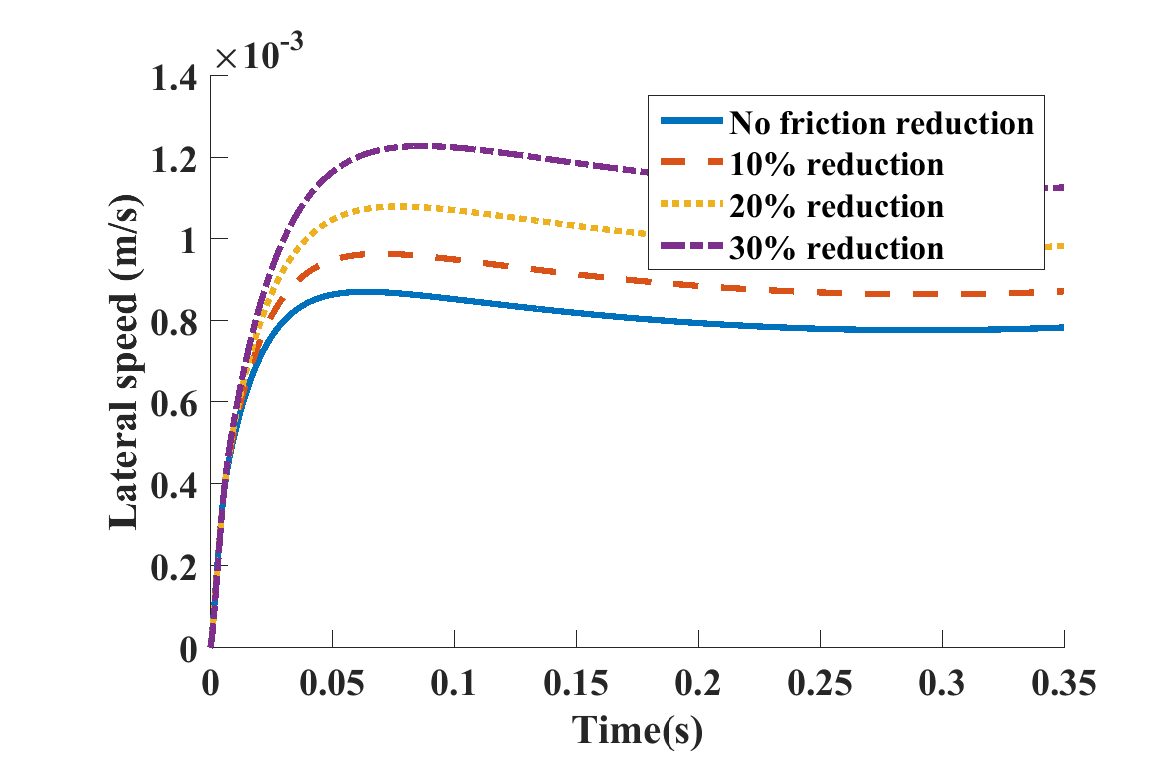 ×10-3
1.4
1.2
1
0.8
0.6
0.4
0.2
0
Lateral speed (m/s)
No friction reduction
10% reduction
20% reduction
30% reduction
0 0.05 0.1 0.15 0.2 0.25 0.3 0.35
Time(s)